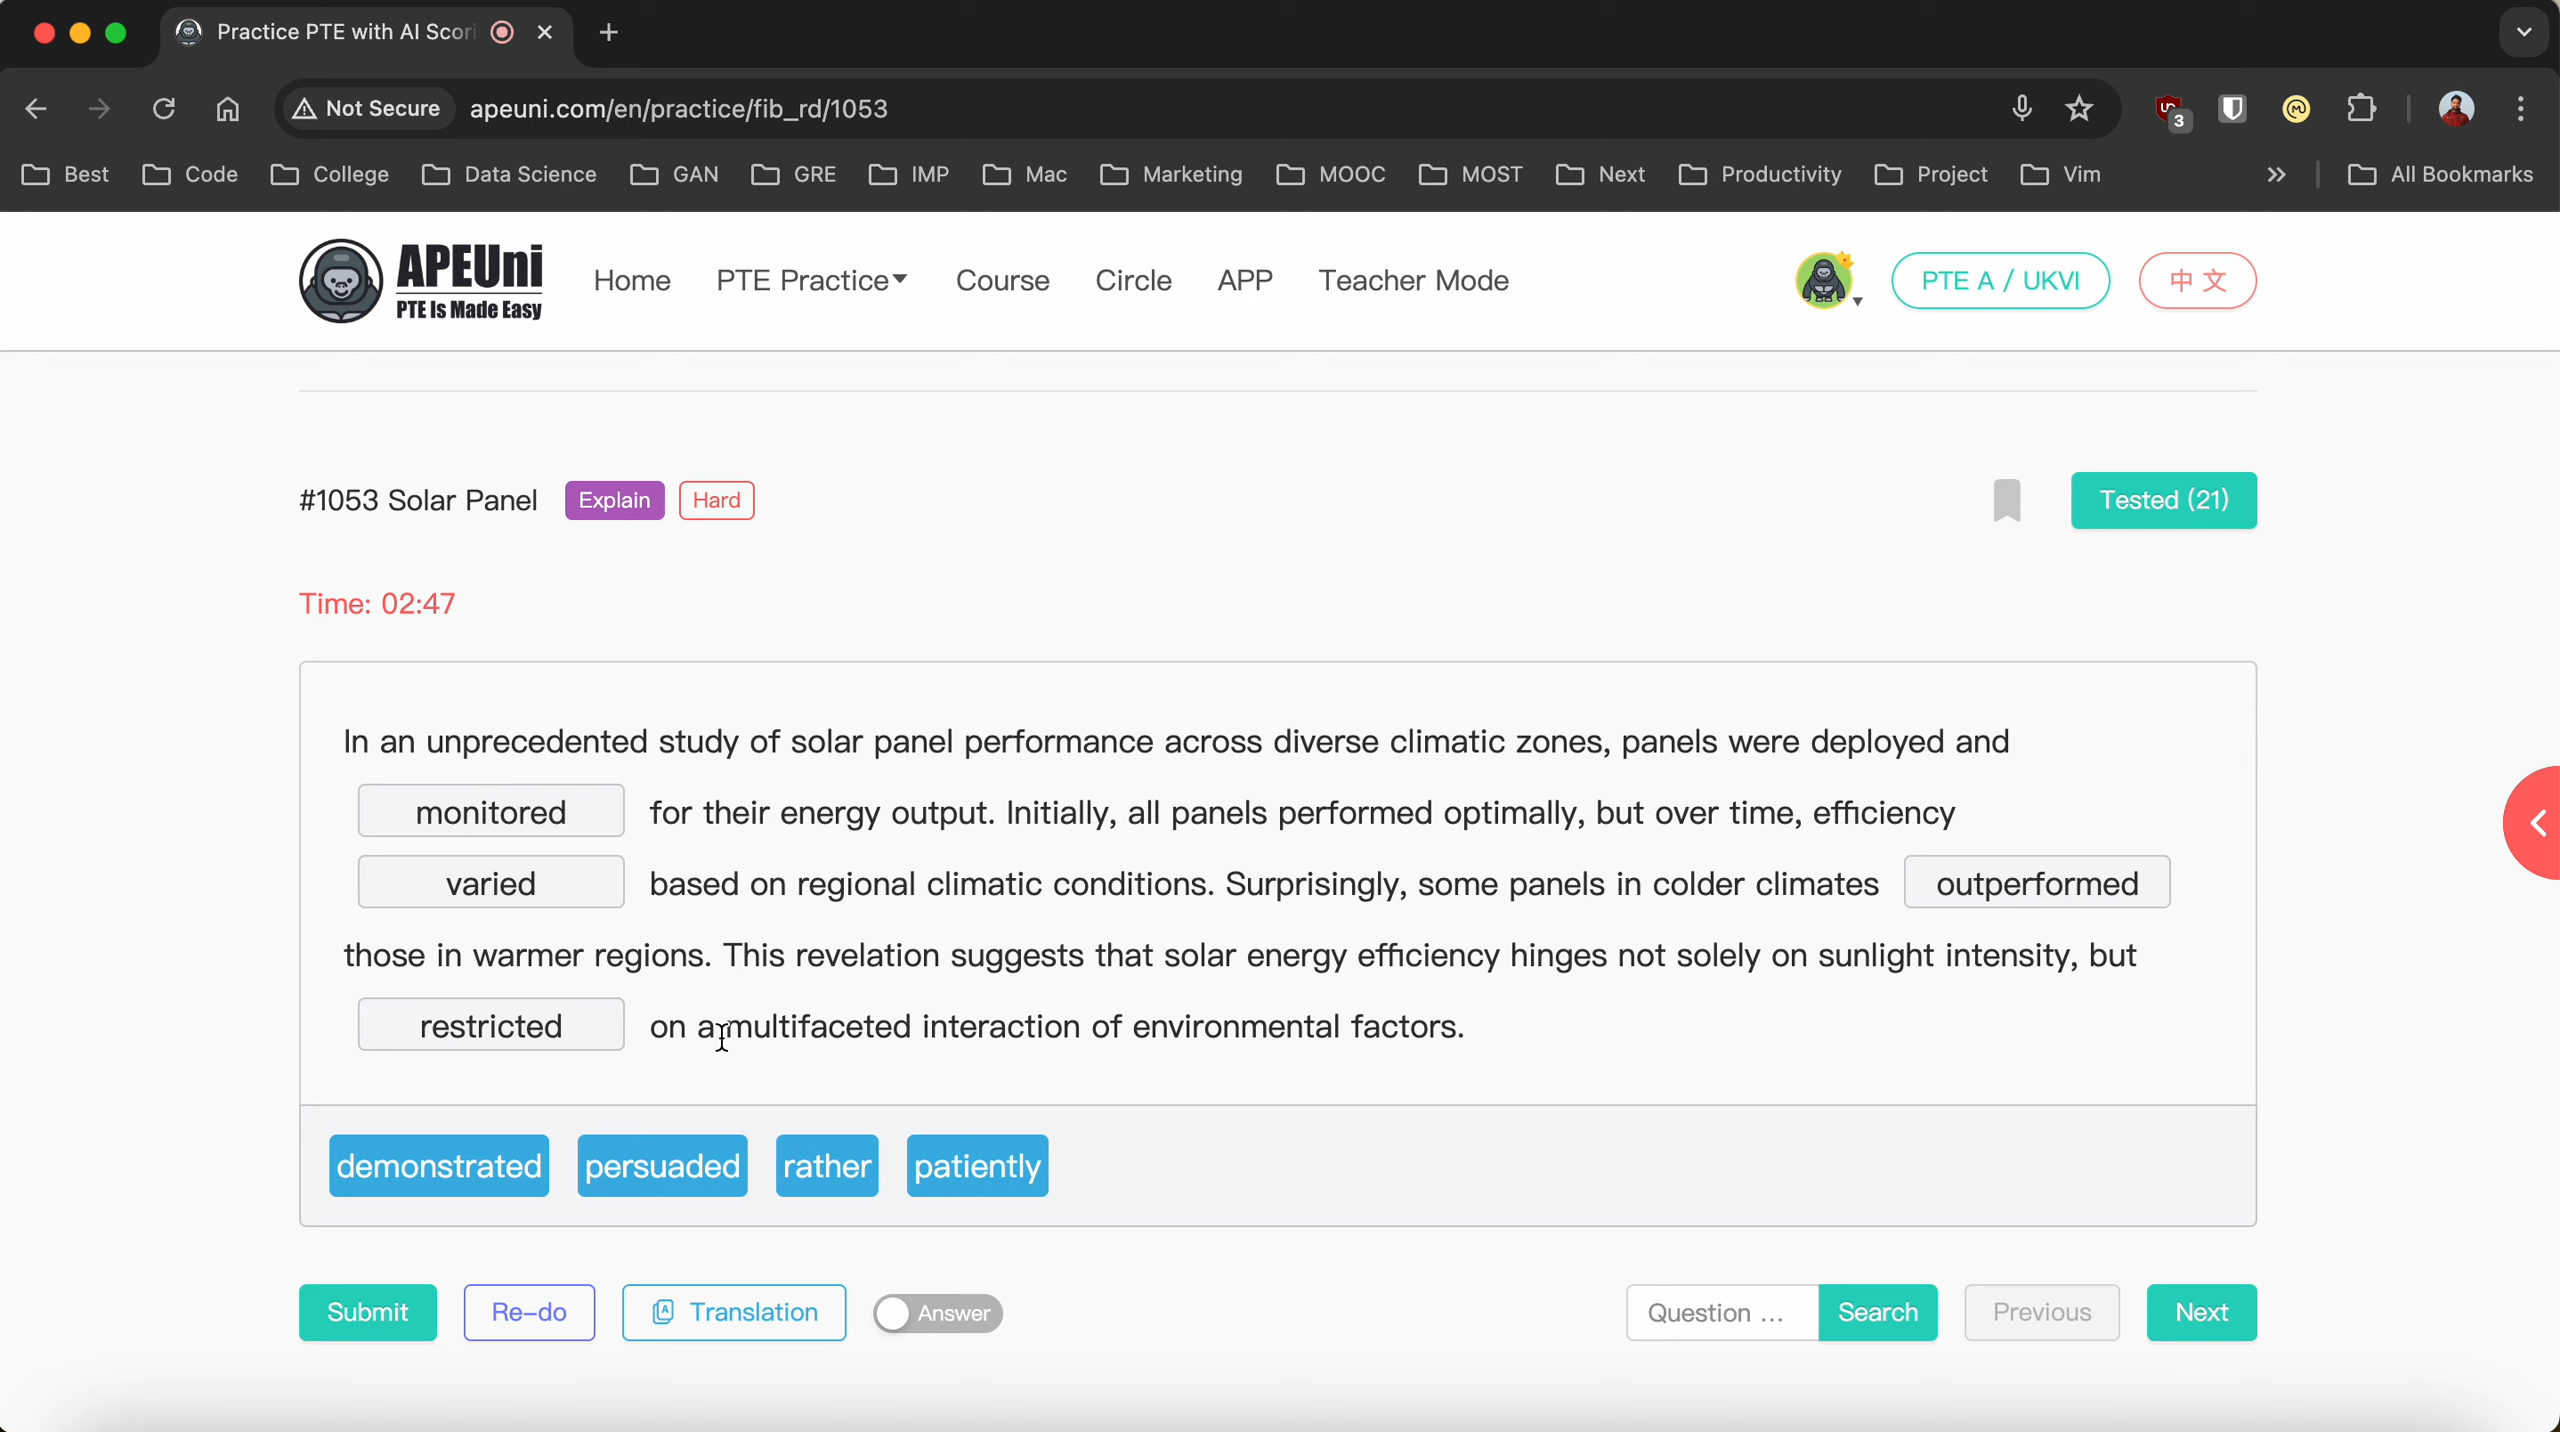 Practice PTE with AI Scori
Not Secure apeuni.com/en/practice/fib_rd/1053
3
Best Code College Data Science GAN GRE IMP Mac Marketing MOOC MOST Next Productivity Project Vim All Bookmarks
APEUni
PTE Is Made Easy
Home PTE Practice Course Circle APP Teacher Mode PTE A / UKVI 中文
#1053 Solar Panel Explain Hard Tested (21)
Time: 02:47
In an unprecedented study of solar panel performance across diverse climatic zones, panels were deployed and
monitored for their energy output. Initially, all panels performed optimally, but over time, efficiency
varied based on regional climatic conditions. Surprisingly, some panels in colder climates outperformed
those in warmer regions. This revelation suggests that solar energy efficiency hinges not solely on sunlight intensity, but
restricted on a multifaceted interaction of environmental factors.
demonstrated persuaded rather patiently
Submit Re-do Translation Answer Question ... Search Previous Next